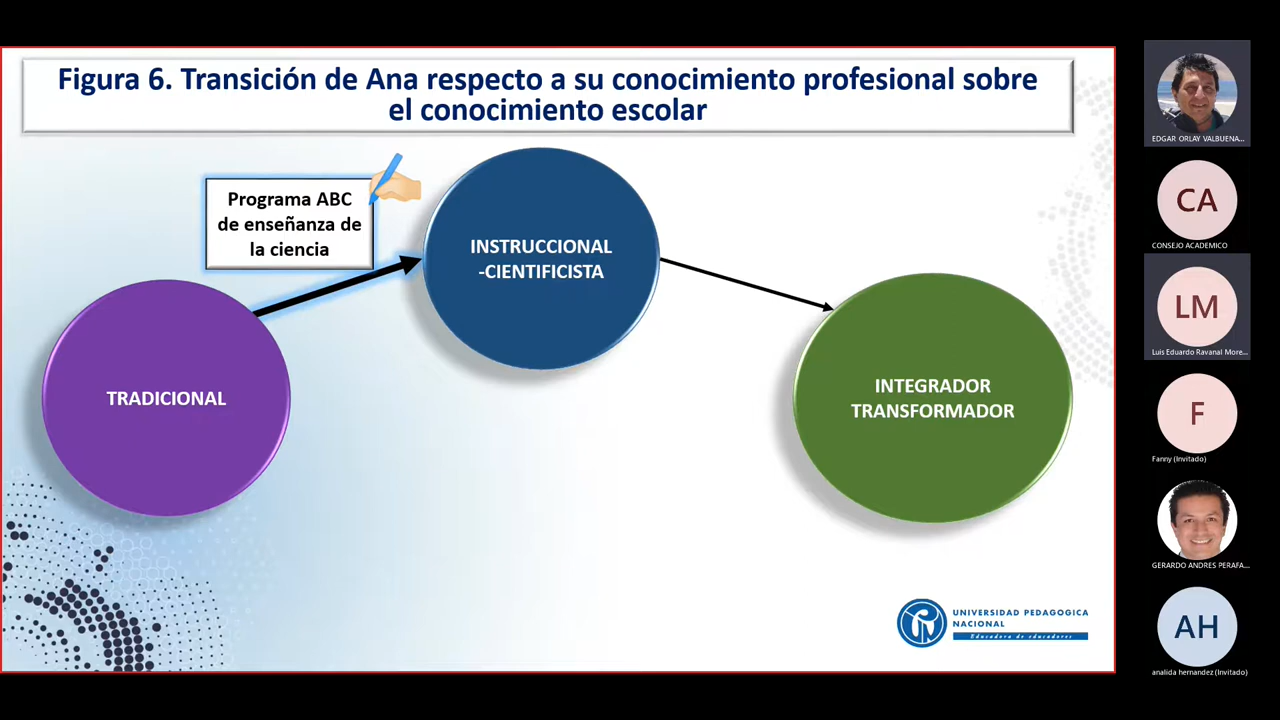 Figura 6. Transición de Ana respecto a su conocimiento profesional sobre
el conocimiento escolar
Programa ABC
de enseñanza de
la ciencia
INSTRUCCIONAL
-CIENTIFICISTA
TRADICIONAL
INTEGRADOR
TRANSFORMADOR
UNIVERSIDAD PEDAGOGICA
NACIONAL
Educadora de educadores
EDGAR ORLAY VALBUENA...
CA
CONSEJO ACADEMICO
LM
Luis Eduardo Ravanal More...
F
Fanny (Invitado)
GERARDO ANDRES PERAFA...
AH
analida hernandez (Invitado)